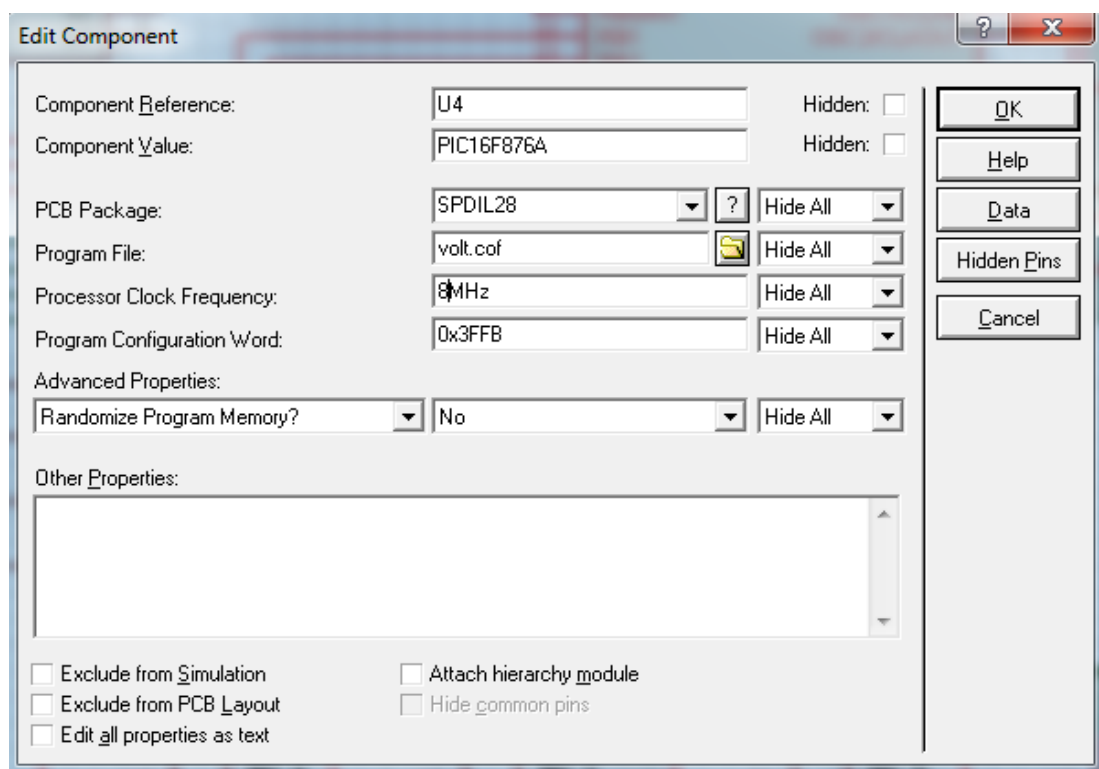 Edit Component
Component Reference: U4 Hidden: OK
Component Value: PIC16F876A Hidden: Help
PCB Package: SPDIL28 ? Hide All Data
Program File: volt.cof Hide All Hidden Pins
Processor Clock Frequency: 8MHz Hide All
Cancel
Program Configuration Word: 0x3FFB Hide All
Advanced Properties:
Randomize Program Memory? No Hide All
Other Properties:
Exclude from Simulation Attach hierarchy module
Exclude from PCB Layout Hide common pins
Edit all properties as text